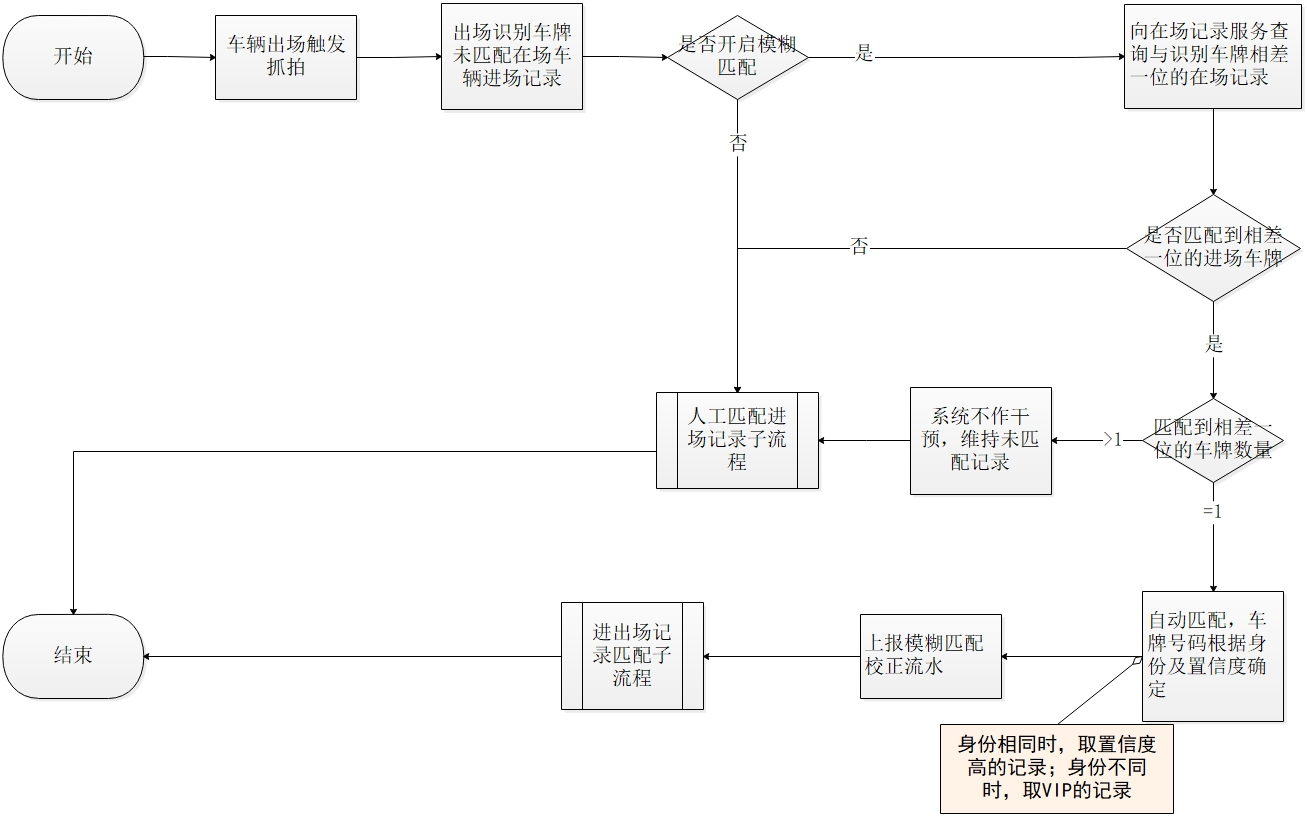 开始
车辆出场触发
抓拍
出场识别车牌
未匹配在场车
辆进场记录
是否开启模糊
匹配
是
向在场记录服务查
询与识别车牌相差
一位的在场记录
否
否
是否匹配到相差
一位的进场车牌
是
人工匹配进
场记录子流
程
系统不作干
预，维持未匹
配记录
>1
匹配到相差一
位的车牌数量
=1
结束
进出场记
录匹配子
流程
上报模糊匹配
校正流水
自动匹配，车
牌号码根据身
份及置信度确
定
身份相同时，取置信度
高的记录；身份不同
时，取VIP的记录